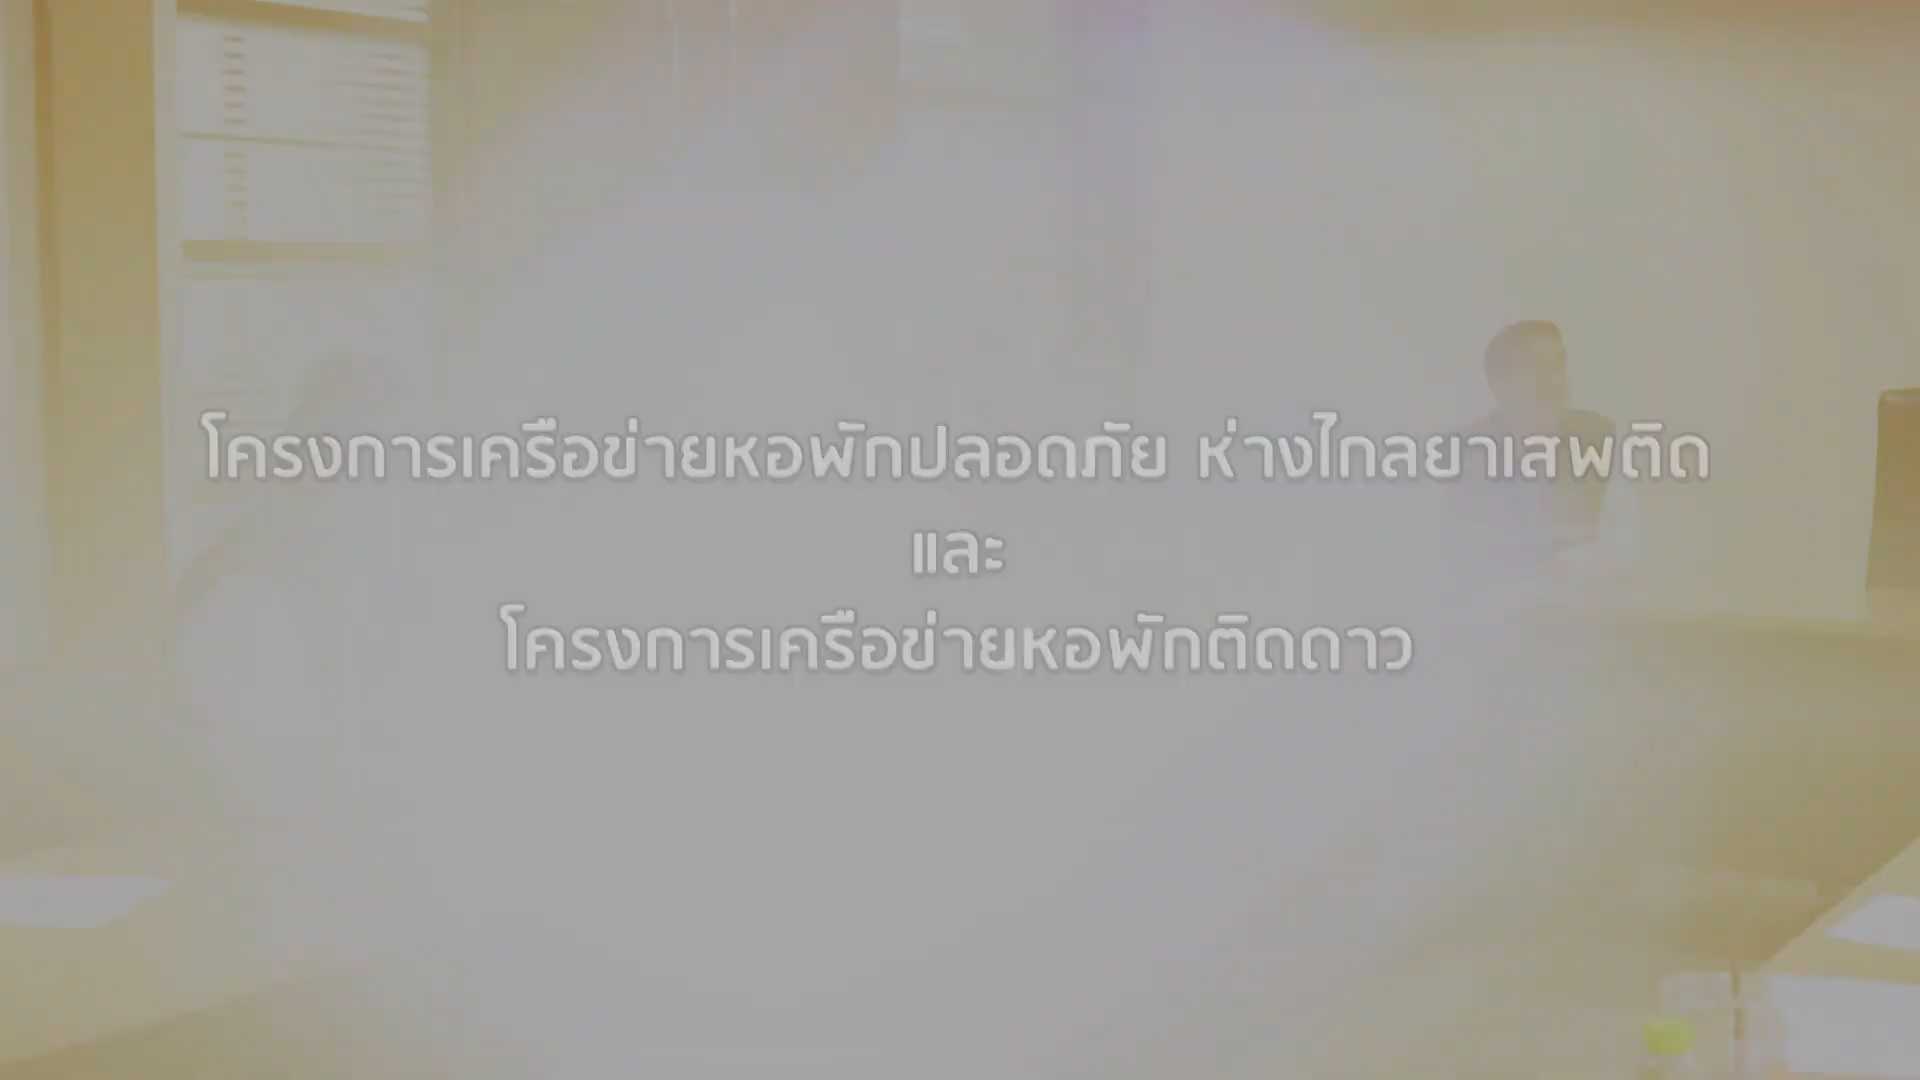 โครงการเครือข่ายหอพักปลอดภัย ห่างไกลยาเสพติด
และ
โครงการเครือข่ายหอพักติดดาว